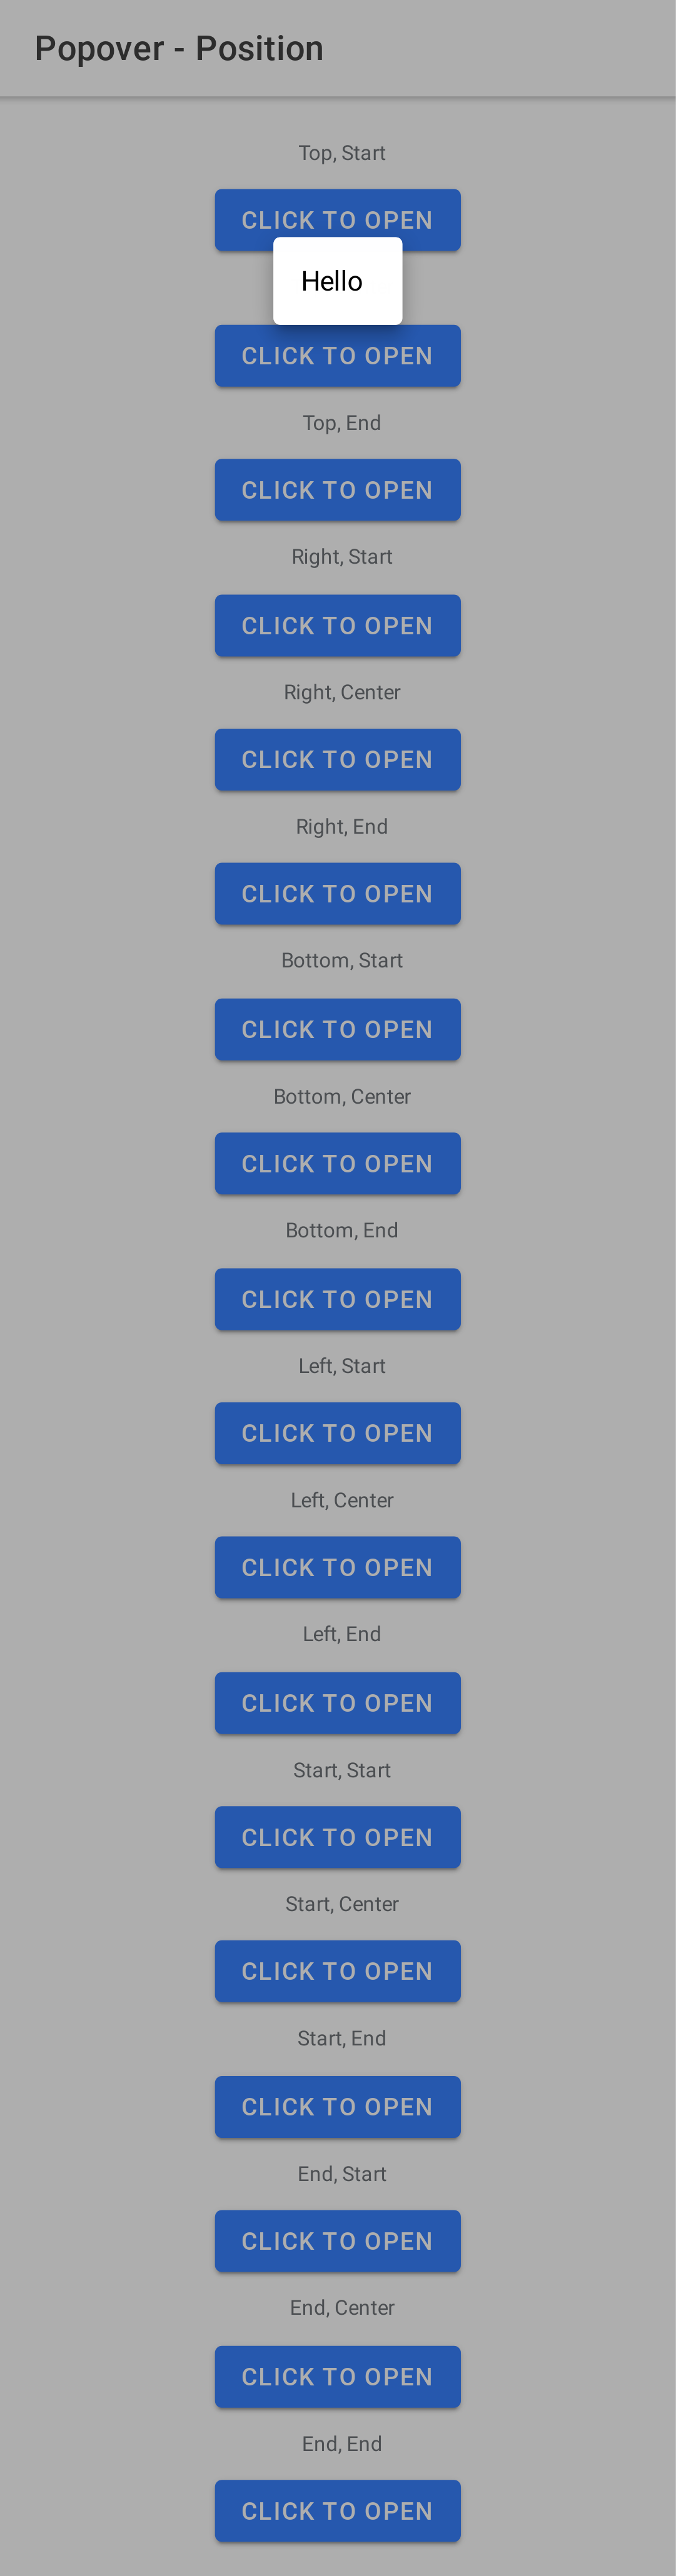 Popover - Position
Top, Start
CLICK TO OPEN
Hello
CLICK TO OPEN
Top, End
CLICK TO OPEN
Right, Start
CLICK TO OPEN
Right, Center
CLICK TO OPEN
Right, End
CLICK TO OPEN
Bottom, Start
CLICK TO OPEN
Bottom, Center
CLICK TO OPEN
Bottom, End
CLICK TO OPEN
Left, Start
CLICK TO OPEN
Left, Center
CLICK TO OPEN
Left, End
CLICK TO OPEN
Start, Start
CLICK TO OPEN
Start, Center
CLICK TO OPEN
Start, End
CLICK TO OPEN
End, Start
CLICK TO OPEN
End, Center
CLICK TO OPEN
End, End
CLICK TO OPEN